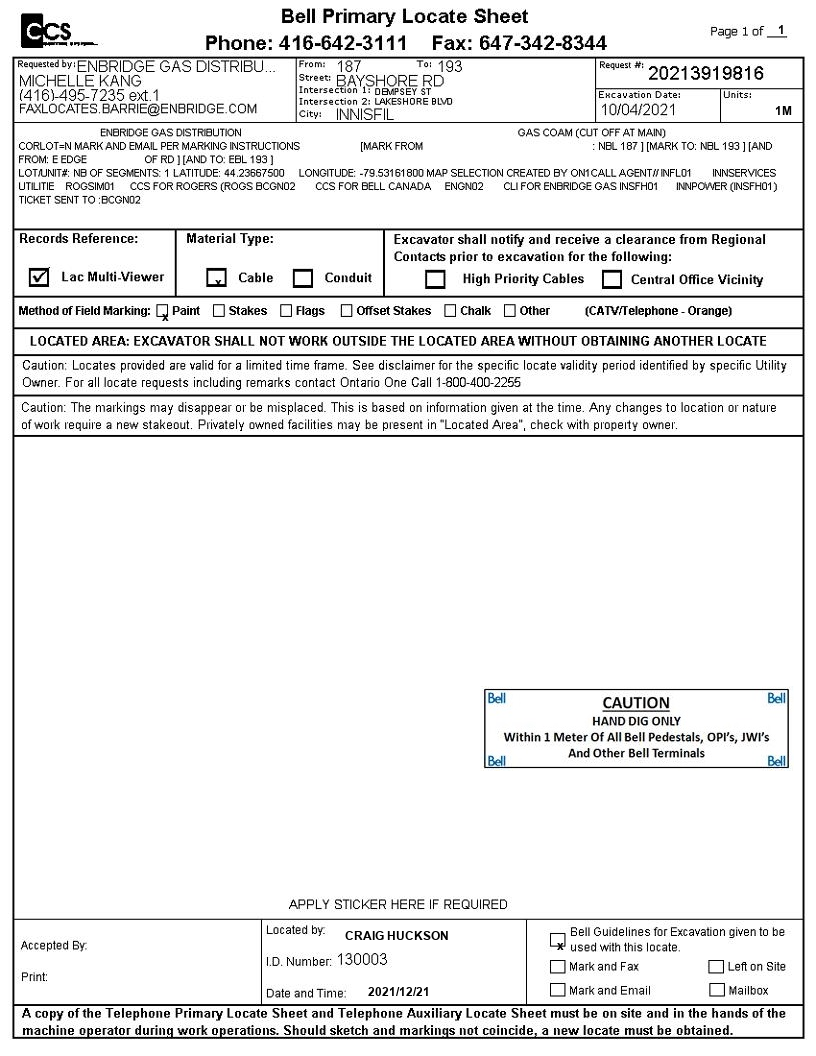 CCS
Bell Primary Locate Sheet
Phone: 416-642-3111 Fax: 647-342-8344
Page 1 of 1
Requested by: ENBRIDGE GAS DISTRIBU...
MICHELLE KANG
(416)-495-7235 ext.1
FAXLOCATES.BARRIE@ENBRIDGE.COM
From: 187 To: 193
Street: BAYSHORE RD
Intersection 1: DEMPSEY ST
Intersection 2: LAKESHORE BLVD
City: INNISFIL
Request #: 20213919816
Excavation Date: Units:
10/04/2021 1M
ENBRIDGE GAS DISTRIBUTION GAS COAM (CUT OFF AT MAIN)
CORLOT=N MARK AND EMAIL PER MARKING INSTRUCTIONS [MARK FROM : NBL 187 ] [MARK TO: NBL 193 ] [AND
FROM: E EDGE OF RD ] [AND TO: EBL 193 ]
LOT/UNIT#: NB OF SEGMENTS: 1 LATITUDE: 44.23667500 LONGITUDE: -79.53161800 MAP SELECTION CREATED BY ON1CALL AGENT// INFL01 INNSERVICES
UTILITIE ROGSIM01 CCS FOR ROGERS (ROGS BCGN02 CCS FOR BELL CANADA ENGN02 CLI FOR ENBRIDGE GAS INSFH01 INNPOWER (INSFH01)
TICKET SENT TO :BCGN02
Records Reference: Material Type:
Excavator shall notify and receive a clearance from Regional
Contacts prior to excavation for the following:
Lac Multi-Viewer x Cable Conduit High Priority Cables Central Office Vicinity
Method of Field Marking: x Paint Stakes Flags Offset Stakes Chalk Other (CATV/Telephone - Orange)
LOCATED AREA: EXCAVATOR SHALL NOT WORK OUTSIDE THE LOCATED AREA WITHOUT OBTAINING ANOTHER LOCATE
Caution: Locates provided are valid for a limited time frame. See disclaimer for the specific locate validity period identified by specific Utility
Owner. For all locate requests including remarks contact Ontario One Call 1-800-400-2255
Caution: The markings may disappear or be misplaced. This is based on information given at the time. Any changes to location or nature
of work require a new stakeout. Privately owned facilities may be present in "Located Area", check with property owner.
Bell CAUTION Bell
HAND DIG ONLY
Within 1 Meter Of All Bell Pedestals, OPI's, JWI's
And Other Bell Terminals
Bell Bell
APPLY STICKER HERE IF REQUIRED
Accepted By:
Print:
Located by: CRAIG HUCKSON
I.D. Number: 130003
Date and Time: 2021/12/21
x Bell Guidelines for Excavation given to be
used with this locate.
Mark and Fax Left on Site
Mark and Email Mailbox
A copy of the Telephone Primary Locate Sheet and Telephone Auxiliary Locate Sheet must be on site and in the hands of the
machine operator during work operations. Should sketch and markings not coincide, a new locate must be obtained.